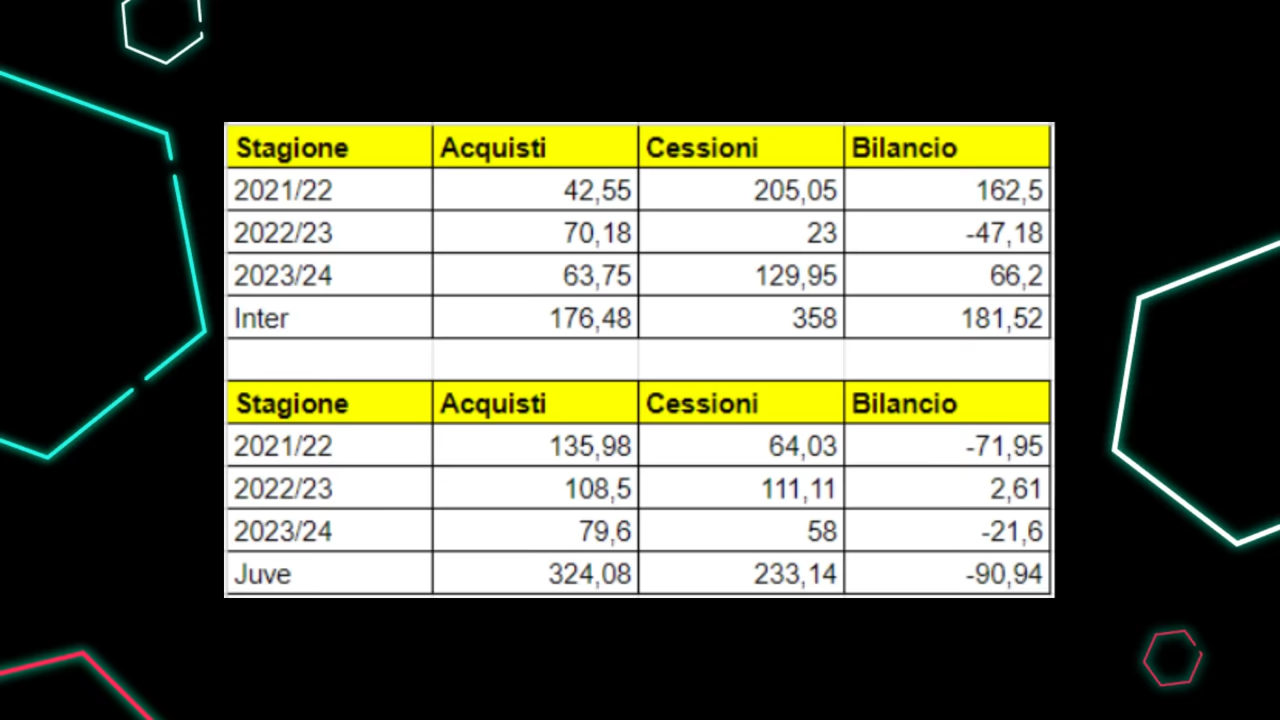 Stagione Acquisti Cessioni Bilancio
2021/22 42,55 205,05 162,5
2022/23 70,18 23 -47,18
2023/24 63,75 129,95 66,2
Inter 176,48 358 181,52
Stagione Acquisti Cessioni Bilancio
2021/22 135,98 64,03 -71,95
2022/23 108,5 111,11 2,61
2023/24 79,6 58 -21,6
Juve 324,08 233,14 -90,94